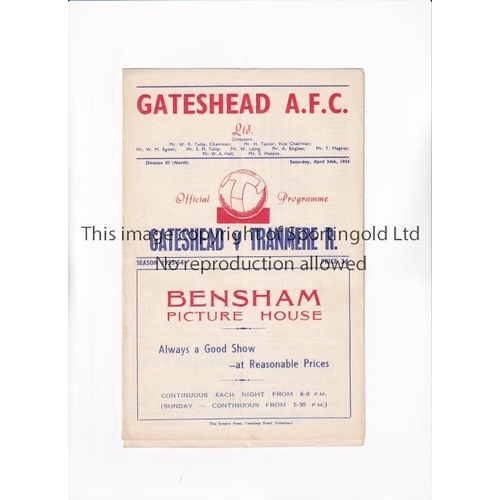 GATESHEAD A.F.C.
Ltd.
Directors
Mr. W. R. Tulip, Chairman; Mr. H. Taylor, Vice Chairman;
Mr. W. M. Egdell; Mr. E. M. Tulip; Mr. W. Laing; Mr. A. Bugler; Mr. T. Magnay;
Mr. W. A. Hall; Mr. S.
Division III (North) Saturday, April 24th, 1954
Official Programme
This image copyright of Sportingold Ltd
GATESHEAD v TRANMERE R.
No reproduction allowed
SEASON 1953-54 PRICE
BENSHAM
PICTURE HOUSE
Always a Good Show
—at Reasonable Prices
CONTINUOUS EACH NIGHT FROM 6-0 P.M.
(SUNDAY — CONTINUOUS FROM 5-30 P.M.)